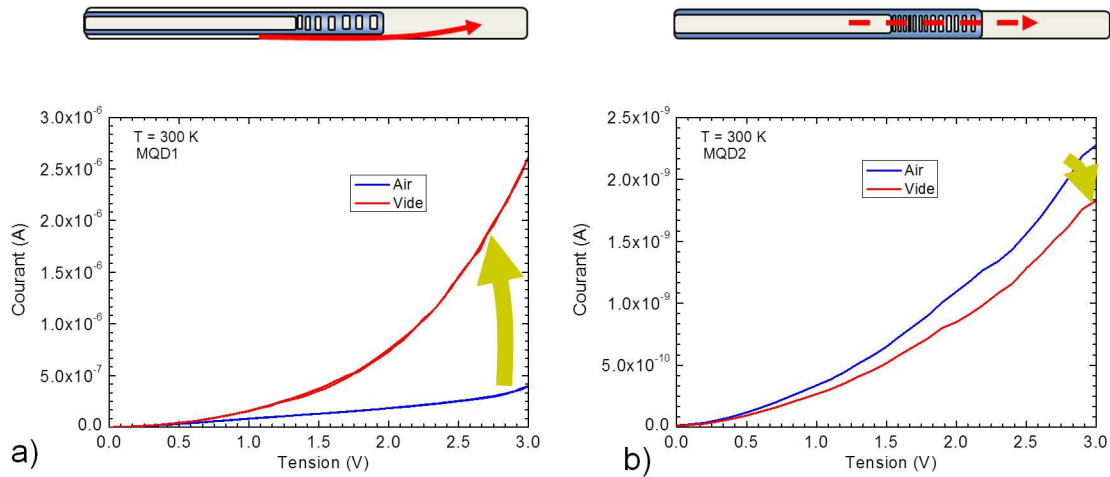 3.0x10⁻⁶
T = 300 K
MQD1
2.5x10⁻⁶
Air
Vide
2.0x10⁻⁶
Courant (A)
1.5x10⁻⁶
1.0x10⁻⁶
5.0x10⁻⁷
0.0
0.0 0.5 1.0 1.5 2.0 2.5 3.0
Tension (V)
a)
2.5x10⁻⁹
T = 300 K
MQD2
Air
Vide
2.0x10⁻⁹
Courant (A)
1.5x10⁻⁹
1.0x10⁻⁹
5.0x10⁻¹⁰
0.0
0.0 0.5 1.0 1.5 2.0 2.5 3.0
Tension (V)
b)